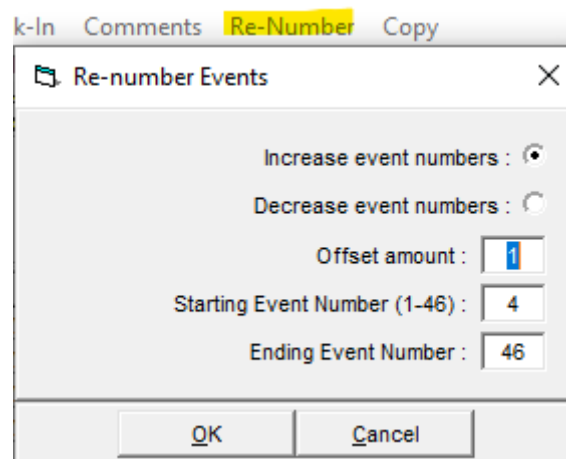 k-In Comments Re-Number Copy
Re-number Events
Increase event numbers :
Decrease event numbers :
Offset amount : 1
Starting Event Number (1-46) : 4
Ending Event Number : 46
OK Cancel